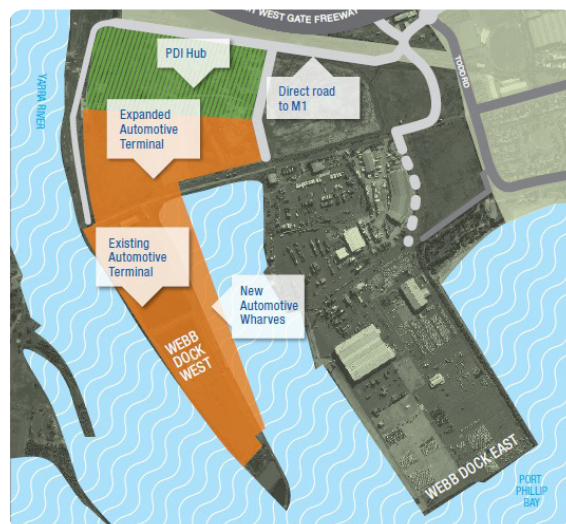 WEST GATE FREEWAY
PDI Hub
TODD RD
YARRA RIVER
Direct road
to M1
Expanded
Automotive
Terminal
Existing
Automotive
Terminal
New
Automotive
Wharves
WEBB
DOCK
WEST
WEBB DOCK EAST
PORT
PHILLIP
BAY